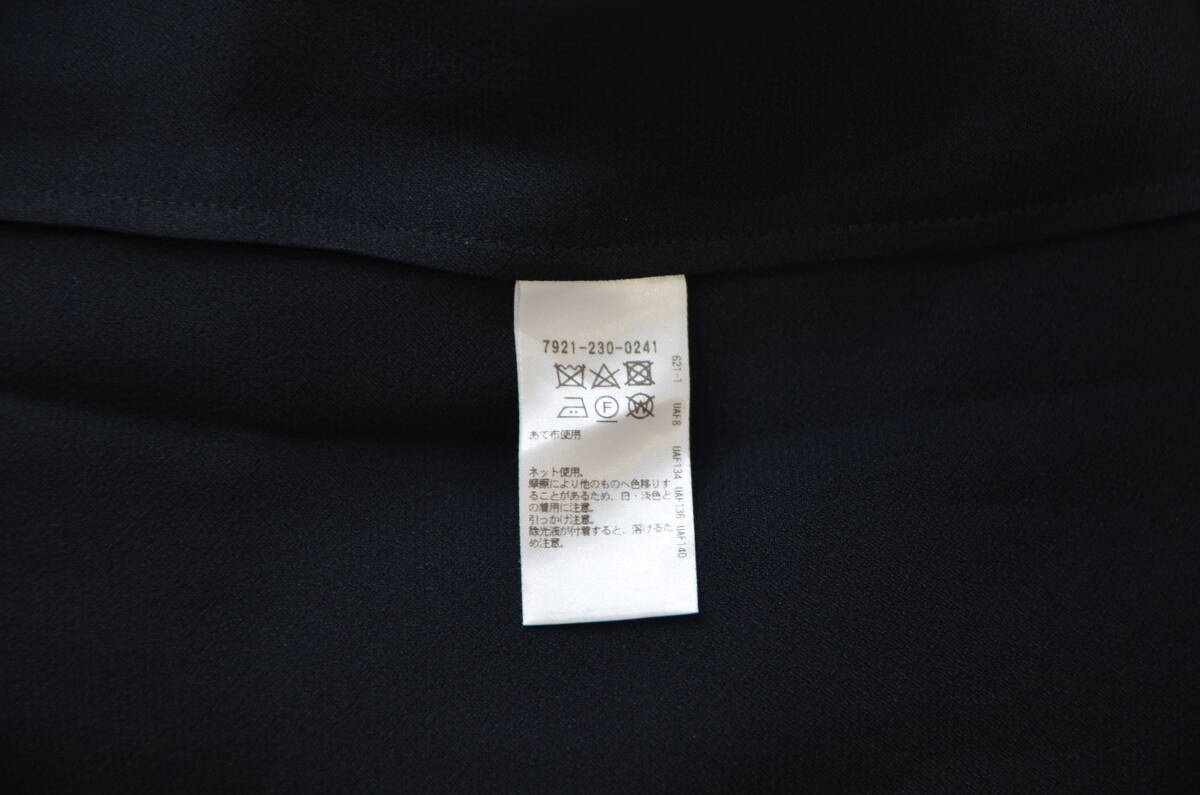 7921-230-0241
F
W
あて布使用
ネット使用。
摩擦により他のものへ色移りす
ることがあるため、白・淡色と
の着用に注意。
引っかけ注意。
除光液が付着すると、溶けるた
め注意。
621-1 UAF8 UAF134 UAF136 UAF140